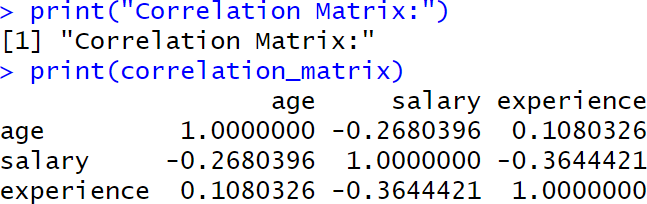 > print("Correlation Matrix:")
[1] "Correlation Matrix:"
> print(correlation_matrix)
                  age     salary experience
age         1.0000000 -0.2680396  0.1080326
salary     -0.2680396  1.0000000 -0.3644421
experience  0.1080326 -0.3644421  1.0000000